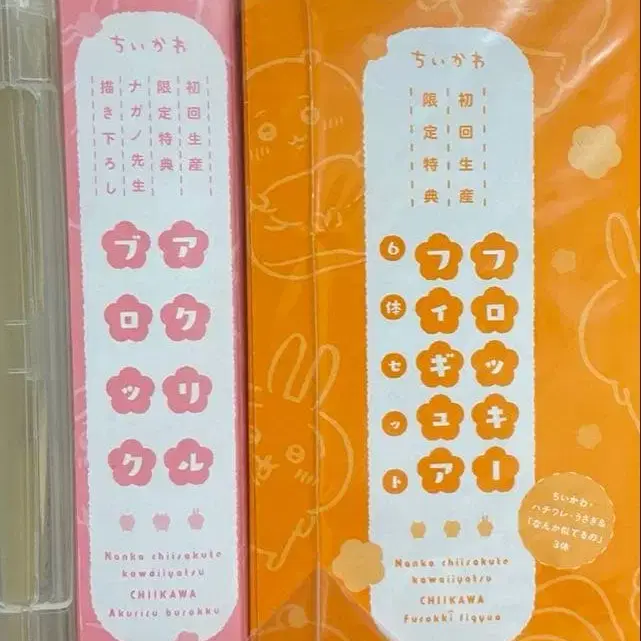 ちいかわ
初回生産
限定特典
ナガノ先生
描き下ろし
アクリル
ブロック
Nanka chiisakute
kawaiiyatsu
CHIIKAWA
Akuriru burokku
ちいかわ
初回生産
限定特典
フロッキー
フィギュア
6体セット
ちいかわ・
ハチワレ・うさぎ&
「なんか似てるの」
3体
Nanka chiisakute
kawaiiyatsu
CHIIKAWA
Furokki figyua